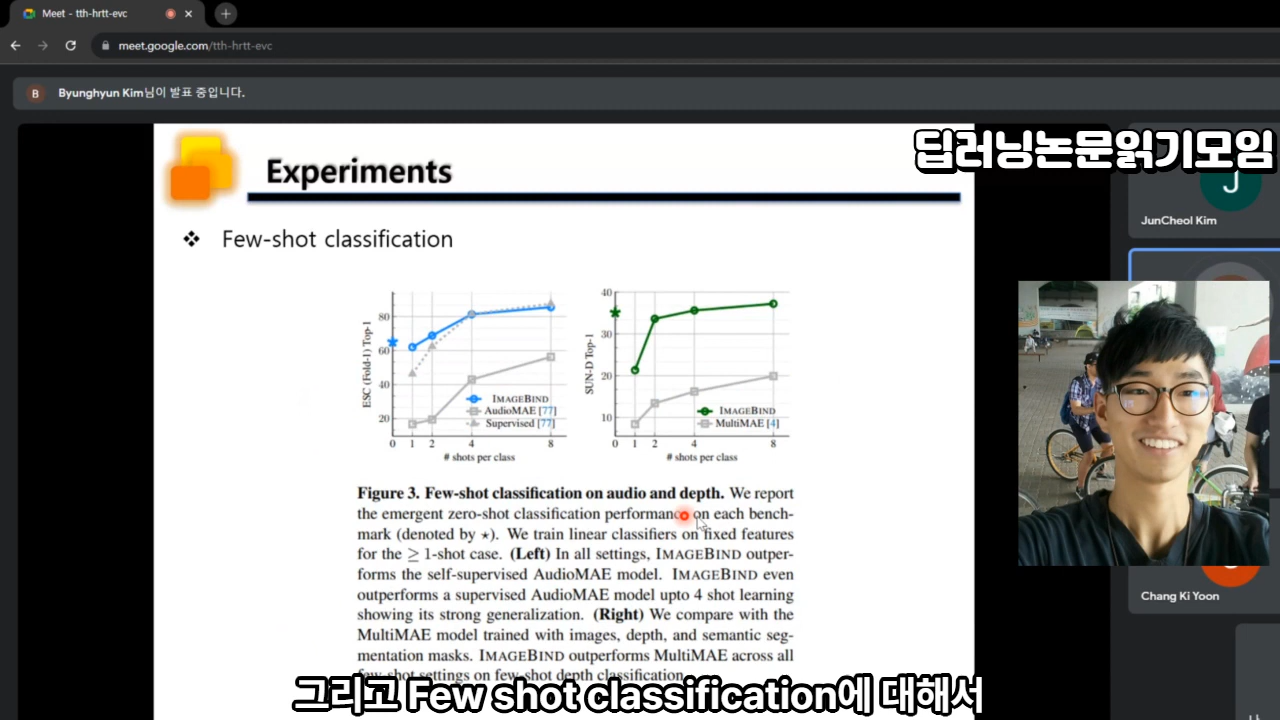 Meet - tth-hrtt-evc
meet.google.com/tth-hrtt-evc
B Byunghyun Kim님이 발표 중입니다.
딥러닝논문읽기모임
Experiments
J
JunCheol Kim
Few-shot classification
ESC (Fold-1) Top-1
80
60
40
20
0 1 2 4 8
# shots per class
IMAGEBIND
AudioMAE [77]
Supervised [77]
SUN-D Top-1
40
30
20
10
0 1 2 4 8
# shots per class
IMAGEBIND
MultiMAE [4]
Figure 3. Few-shot classification on audio and depth. We report
the emergent zero-shot classification performance on each bench-
mark (denoted by ⋆). We train linear classifiers on fixed features
for the ≥ 1-shot case. (Left) In all settings, IMAGEBIND outper-
forms the self-supervised AudioMAE model. IMAGEBIND even
outperforms a supervised AudioMAE model upto 4 shot learning
showing its strong generalization. (Right) We compare with the
MultiMAE model trained with images, depth, and semantic seg-
mentation masks. IMAGEBIND outperforms MultiMAE across all
few-shot settings on few-shot depth classification.
Chang Ki Yoon
그리고 Few shot classification에 대해서